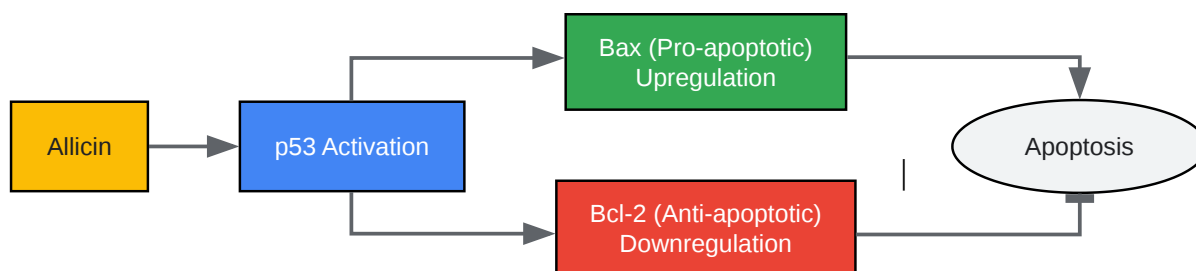 Allicin
p53 Activation
Bax (Pro-apoptotic)
Upregulation
Bcl-2 (Anti-apoptotic)
Downregulation
|
Apoptosis